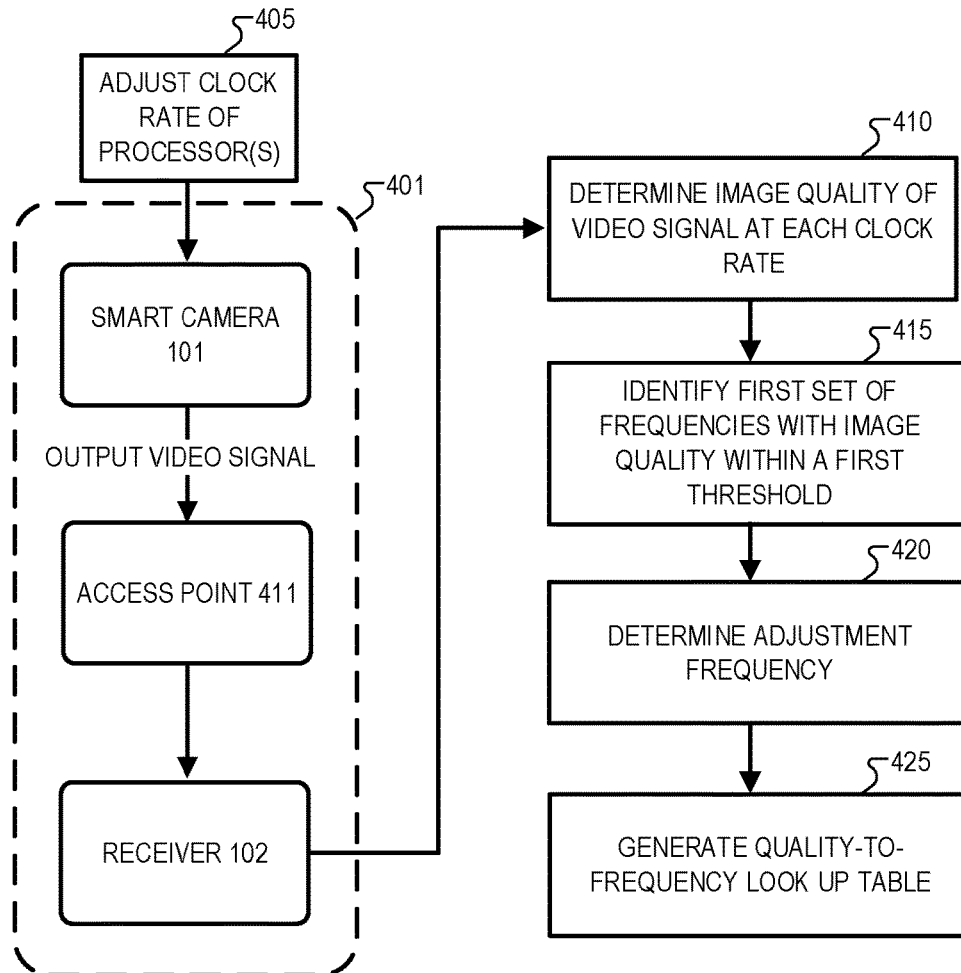 405
ADJUST CLOCK
RATE OF
PROCESSOR(S)
401
SMART CAMERA
101
OUTPUT VIDEO SIGNAL
ACCESS POINT 411
RECEIVER 102
410
DETERMINE IMAGE QUALITY OF
VIDEO SIGNAL AT EACH CLOCK
RATE
415
IDENTIFY FIRST SET OF
FREQUENCIES WITH IMAGE
QUALITY WITHIN A FIRST
THRESHOLD
420
DETERMINE ADJUSTMENT
FREQUENCY
425
GENERATE QUALITY-TO-
FREQUENCY LOOK UP TABLE